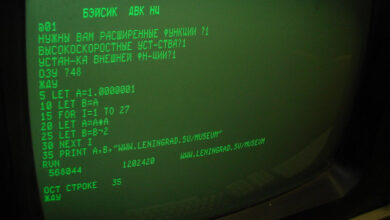 БЭЙСИК ДВК НЦ
@01
НУЖНЫ ВАМ РАСШИРЕННЫЕ ФУНКЦИИ ?1
ВЫСОКОСКОРОСТНЫЕ УСТ-СТВА?1
УСТАН-КА ВНЕШНЕЙ ФН-ЦИИ?1
ОЗУ ?48
ЖДУ
5 LET A=1.0000001
10 LET B=A
15 FOR I=1 TO 27
20 LET A=A*A
25 LET B=B^2
30 NEXT I
35 PRINT A,B,"WWW.LENINGRAD.SU/MUSEUM"
RUN
568044 1202420 WWW.LENINGRAD.SU/MUSEUM
ОСТ СТРОКЕ 35
ЖДУ